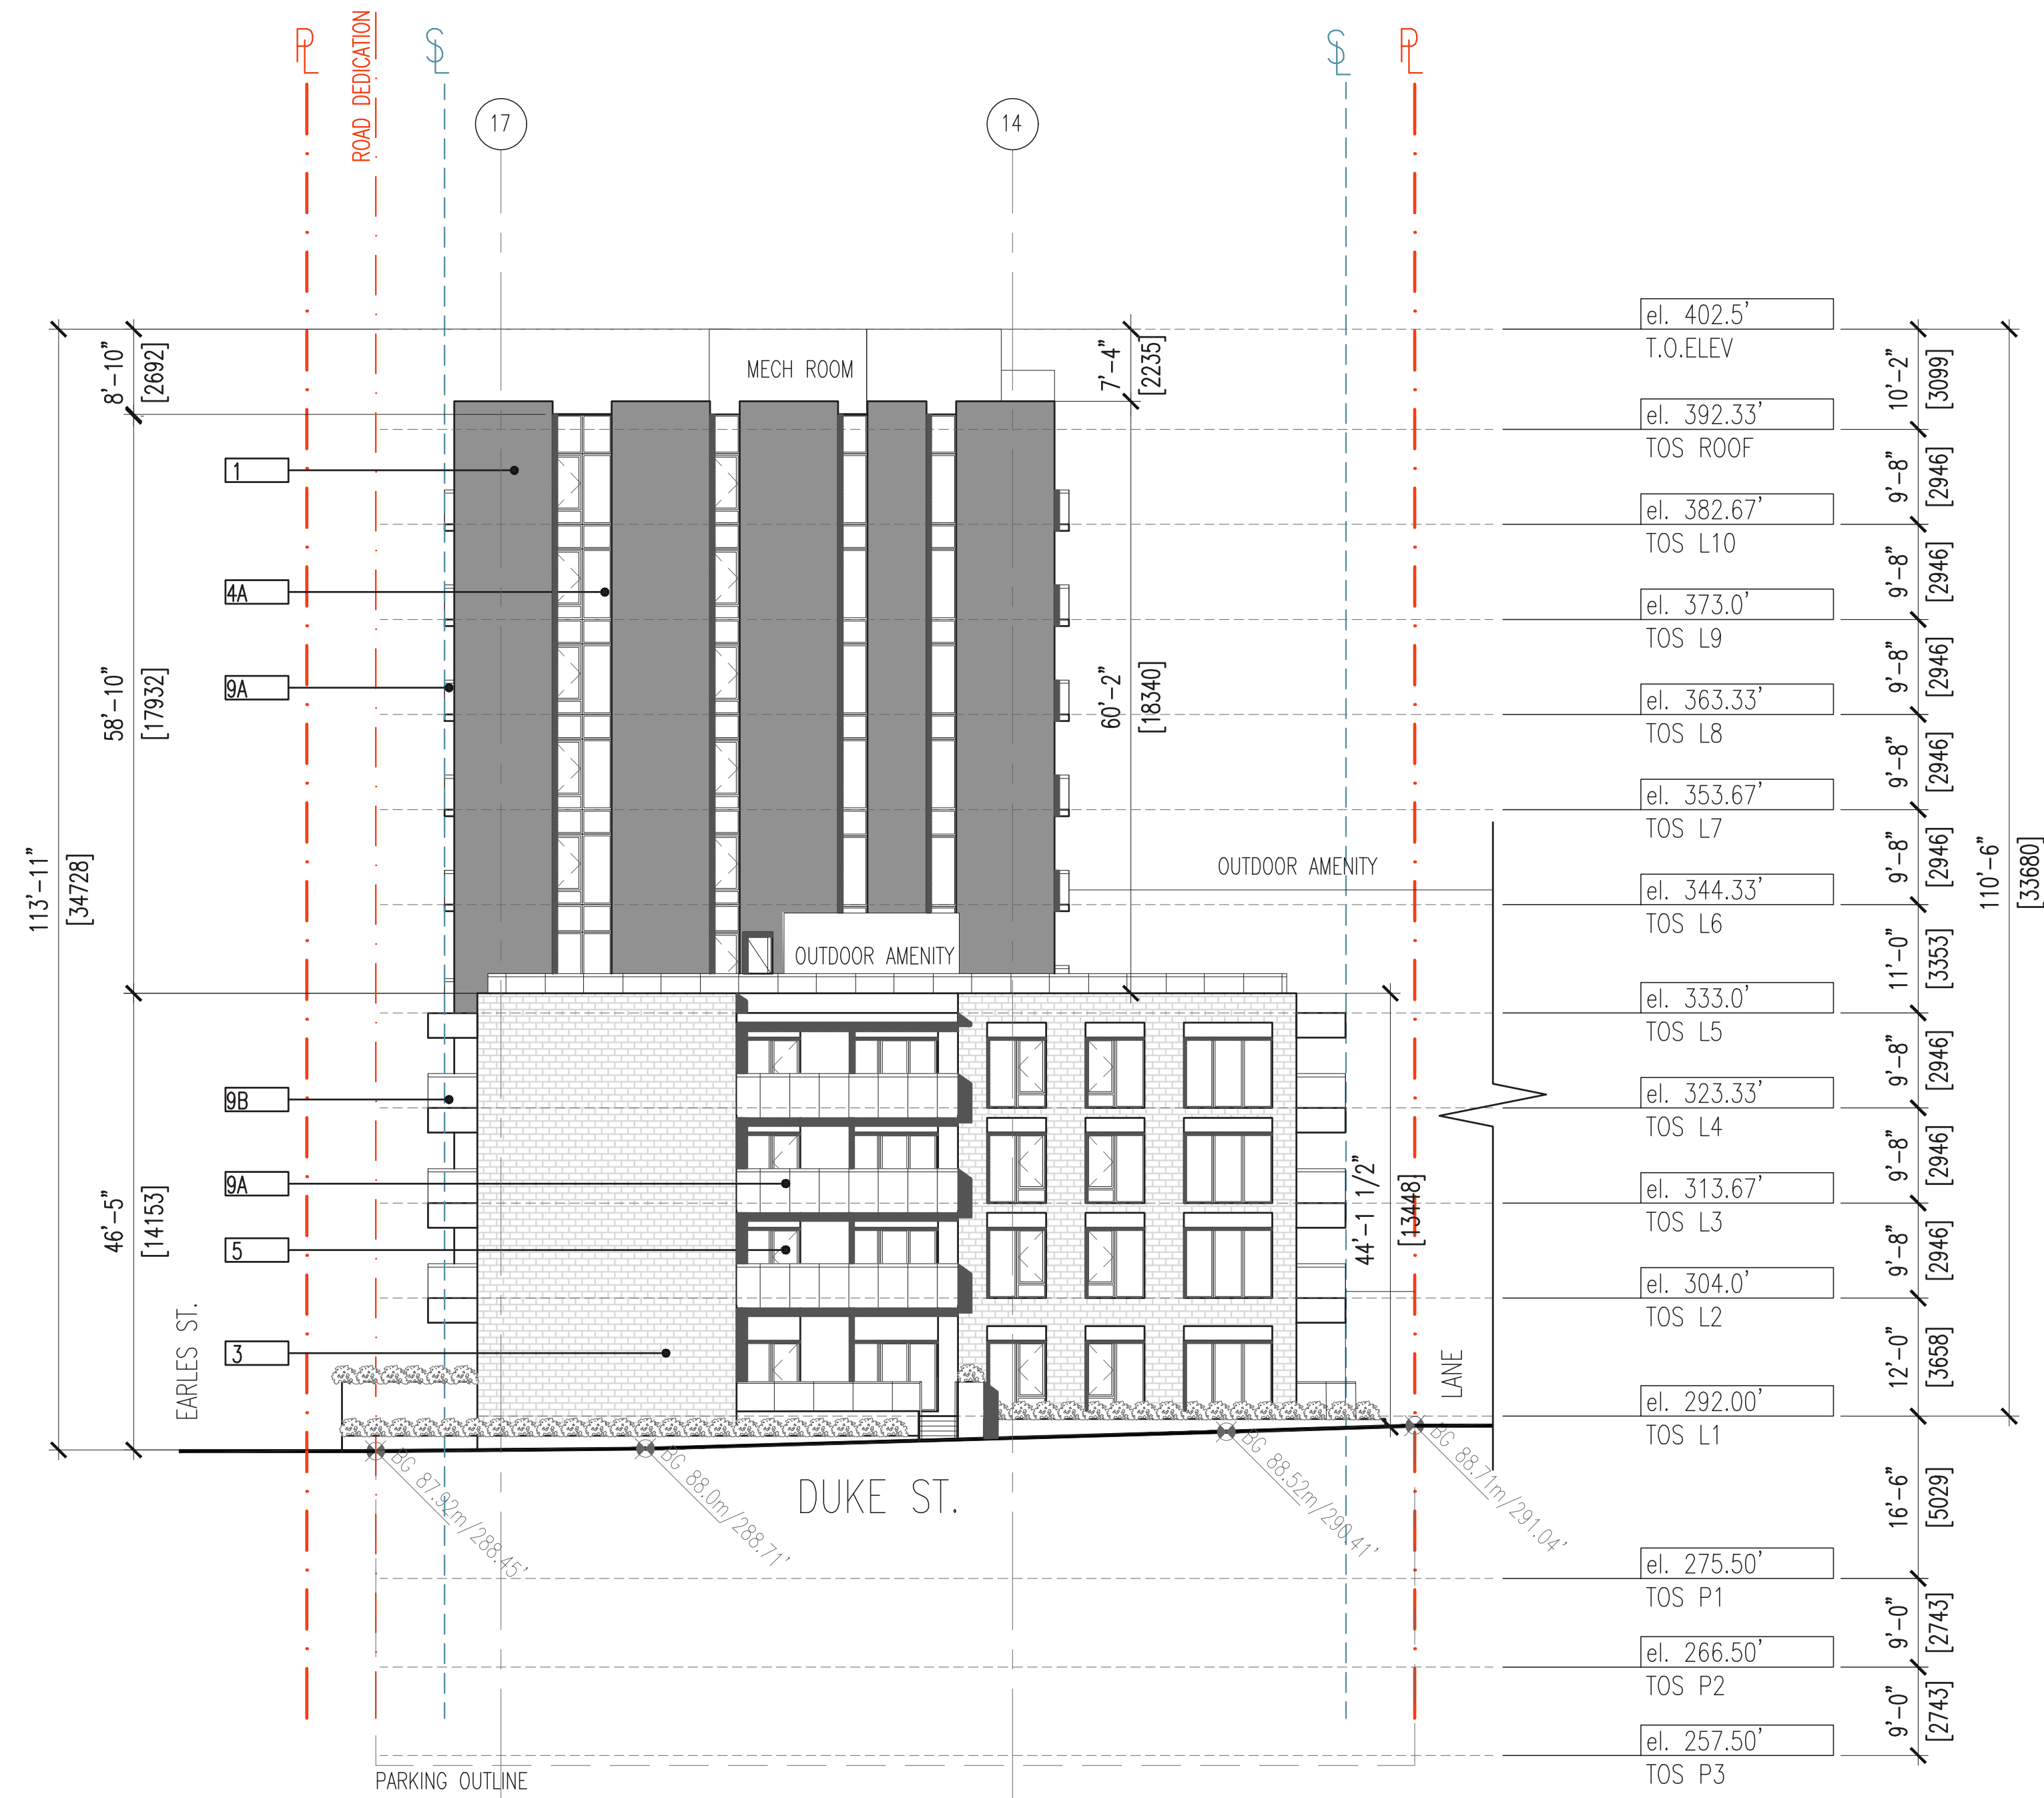 PL
ROAD DEDICATION
SL
SL
PL
17
14
el. 402.5'
T.O.ELEV
8'-10"
[2692]
MECH ROOM
7'-4"
[2235]
10'-2"
[3099]
el. 392.33'
TOS ROOF
1
9'-8"
[2946]
el. 382.67'
TOS L10
4A
9'-8"
[2946]
el. 373.0'
TOS L9
9A
58'-10"
[17932]
60'-2"
[18340]
9'-8"
[2946]
el. 363.33'
TOS L8
9'-8"
[2946]
el. 353.67'
TOS L7
113'-11"
[34728]
OUTDOOR AMENITY
9'-8"
[2946]
110'-6"
[33680]
el. 344.33'
TOS L6
OUTDOOR AMENITY
11'-0"
[3353]
el. 333.0'
TOS L5
9B
9'-8"
[2946]
el. 323.33'
TOS L4
9A
46'-5"
[14153]
44'-1 1/2"
[13448]
9'-8"
[2946]
el. 313.67'
TOS L3
5
9'-8"
[2946]
el. 304.0'
TOS L2
3
EARLES ST.
LANE
12'-0"
[3658]
el. 292.00'
TOS L1
BG 87.92m/288.45'
BG 88.0m/288.71'
DUKE ST.
BG 88.52m/290.41'
BG 88.71m/291.04'
16'-6"
[5029]
el. 275.50'
TOS P1
9'-0"
[2743]
el. 266.50'
TOS P2
9'-0"
[2743]
el. 257.50'
TOS P3
PARKING OUTLINE